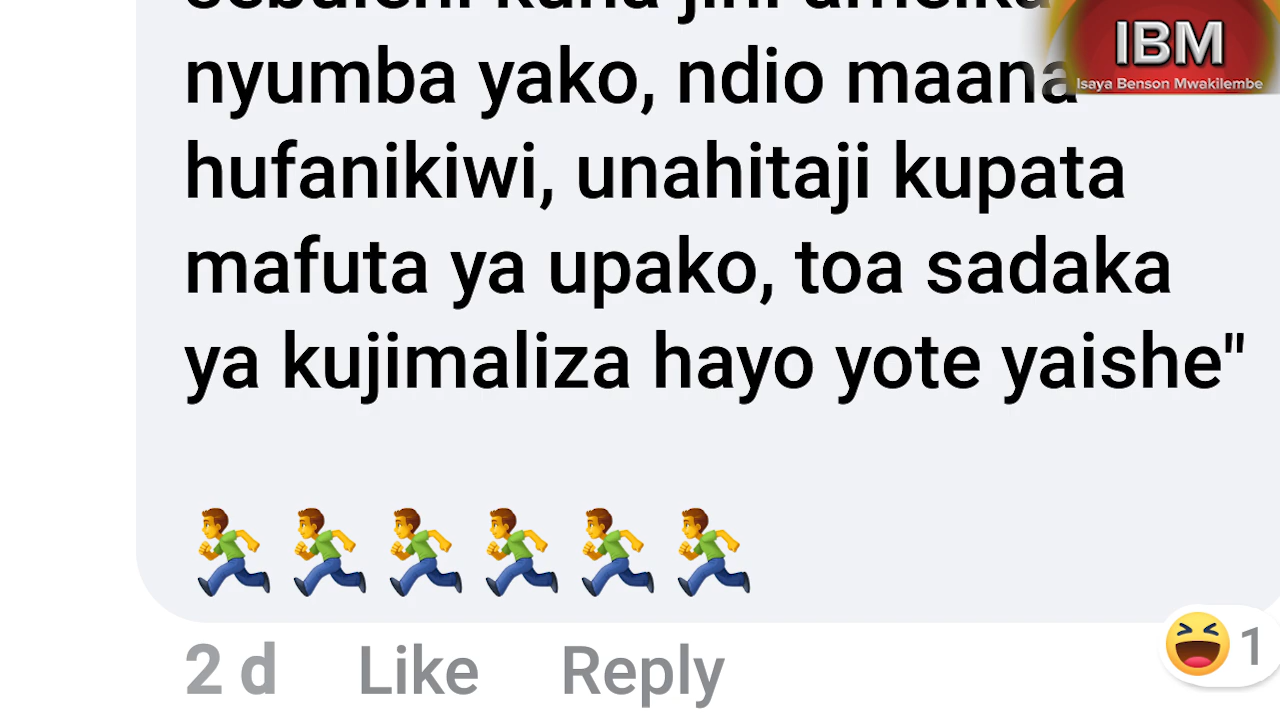 IBM
Isaya Benson Mwakilembe
nyumba yako, ndio maana
hufanikiwi, unahitaji kupata
mafuta ya upako, toa sadaka
ya kujimaliza hayo yote yaishe"
2 d Like Reply
1